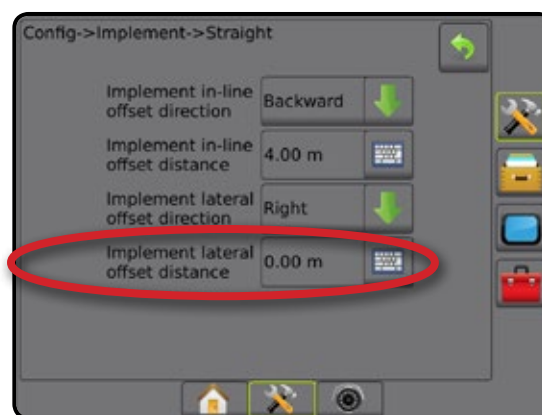 Config->Implement->Straight
Implement in-line
offset direction
Backward
Implement in-line
offset distance
4.00 m
Implement lateral
offset direction
Right
Implement lateral
offset distance
0.00 m